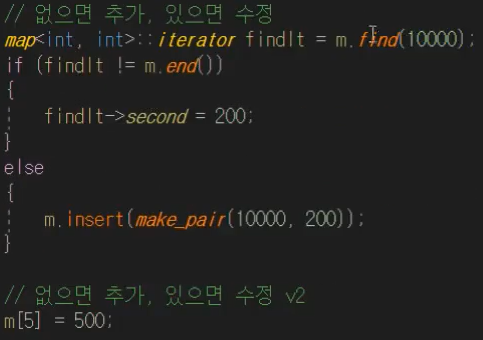 // 없으면 추가, 있으면 수정
map<int, int>::iterator findIt = m.find(10000);
if (findIt != m.end())
{
findIt->second = 200;
}
else
{
m.insert(make_pair(10000, 200));
}
// 없으면 추가, 있으면 수정 v2
m[5] = 500;